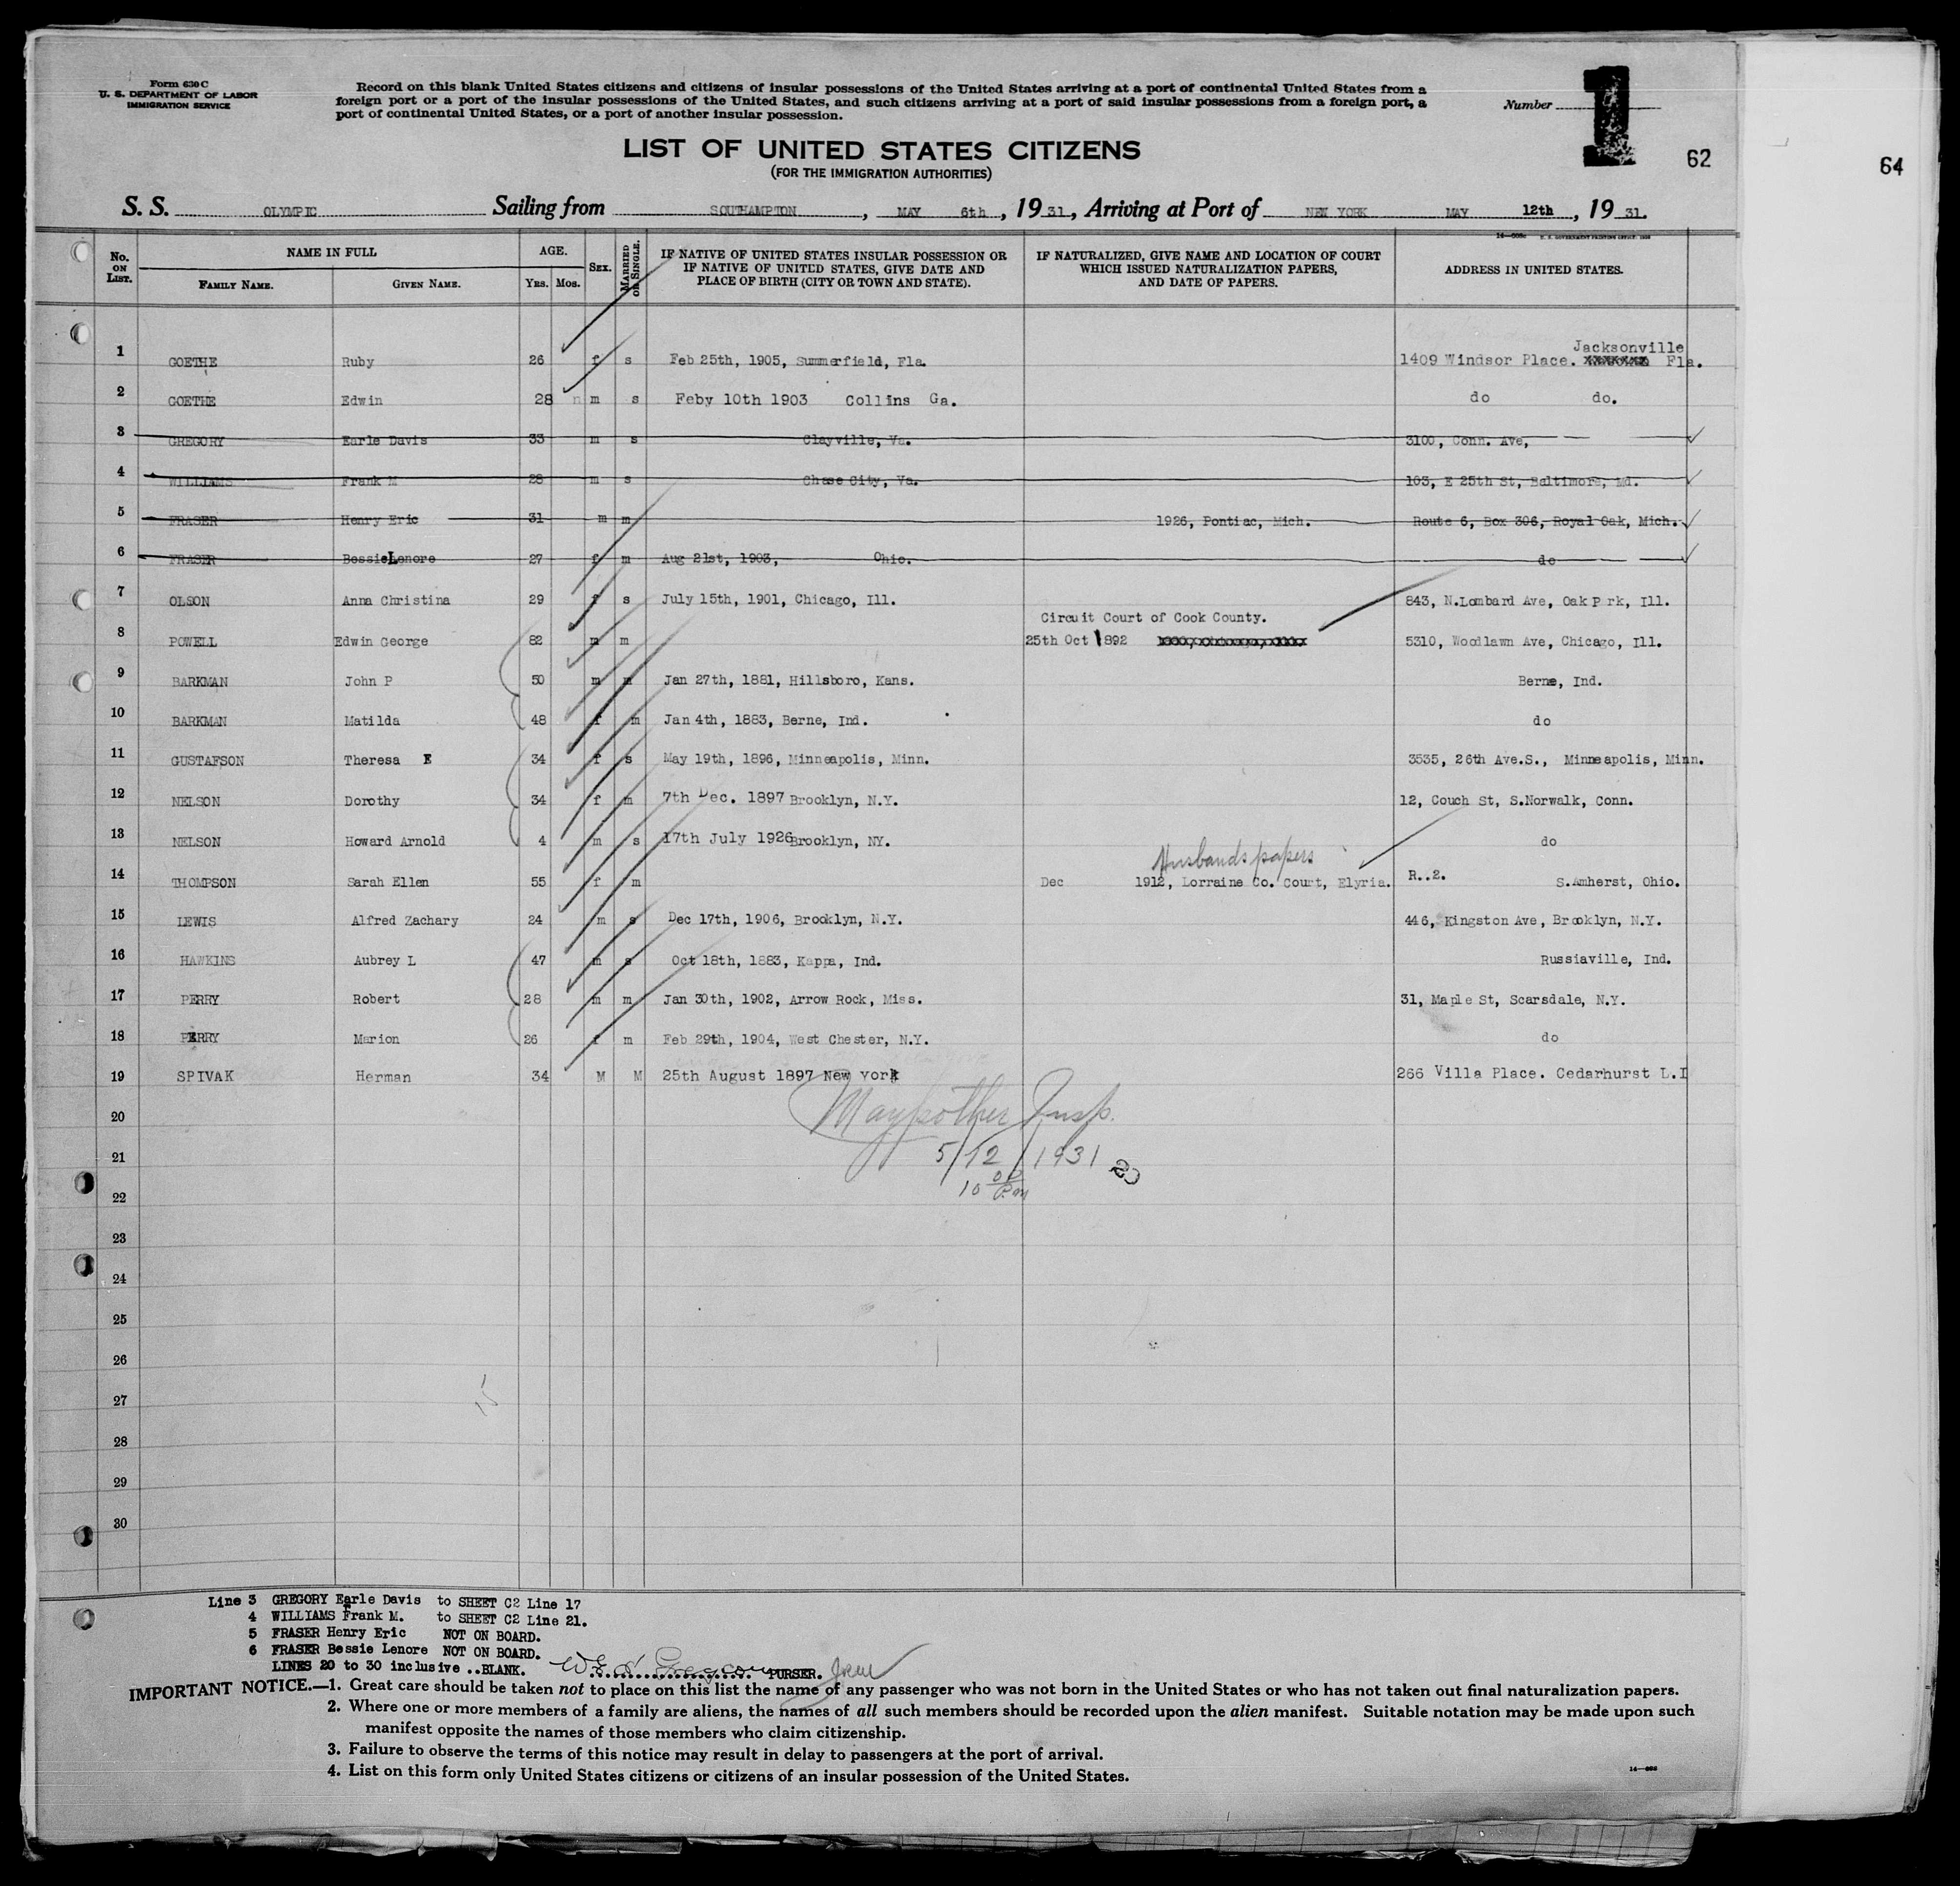 Form 630 C
U. S. DEPARTMENT OF LABOR
IMMIGRATION SERVICE
Record on this blank United States citizens and citizens of insular possessions of the United States arriving at a port of continental United States from a
foreign port or a port of the insular possessions of the United States, and such citizens arriving at a port of said insular possessions from a foreign port, a
port of continental United States, or a port of another insular possession.
Number 1
62
64
LIST OF UNITED STATES CITIZENS
(FOR THE IMMIGRATION AUTHORITIES)
S. S. OLYMPIC Sailing from SOUTHAMPTON, MAY 6th, 1931, Arriving at Port of NEW YORK MAY 12th, 1931.
No. ON LIST. NAME IN FULL FAMILY NAME. GIVEN NAME. AGE. YRS. MOS. SEX. MARRIED OR SINGLE. IF NATIVE OF UNITED STATES INSULAR POSSESSION OR IF NATIVE OF UNITED STATES, GIVE DATE AND PLACE OF BIRTH (CITY OR TOWN AND STATE). IF NATURALIZED, GIVE NAME AND LOCATION OF COURT WHICH ISSUED NATURALIZATION PAPERS, AND DATE OF PAPERS. ADDRESS IN UNITED STATES.
Jacksonville
1 GOETHE Ruby 26 f s Feb 25th, 1905, Summerfield, Fla. 1409 Windsor Place. Fla.
2 GOETHE Edwin 28 m s Feby 10th 1903 Collins Ga. do do.
3 GREGORY Earle Davis 33 m s Clayville, Va. 3100, Conn. Ave,
4 WILLIAMS Frank M 28 m s Chase City, Va. 103, E 25th St, Baltimore, Md.
5 FRASER Henry Eric 31 m m 1926, Pontiac, Mich. Route 6, Box 306, Royal Oak, Mich.
6 FRASER BessieLenore 27 f m Aug 21st, 1903, Ohio. do
7 OLSON Anna Christina 29 f s July 15th, 1901, Chicago, Ill. 843, N.Lombard Ave, Oak P rk, Ill.
Circuit Court of Cook County.
8 POWELL Edwin George 82 m m 25th Oct 1892 5310, Woodlawn Ave, Chicago, Ill.
9 BARKMAN John P 50 m m Jan 27th, 1881, Hillsboro, Kans. Berne, Ind.
10 BARKMAN Matilda 48 f m Jan 4th, 1883, Berne, Ind. do
11 GUSTAFSON Theresa E 34 f s May 19th, 1896, Minneapolis, Minn. 3535, 26th Ave.S., Minneapolis, Minn.
12 NELSON Dorothy 34 f m 7th Dec. 1897 Brooklyn, N.Y. 12, Couch St, S.Norwalk, Conn.
13 NELSON Howard Arnold 4 m s 17th July 1926 Brooklyn, NY. do
Husbands papers
14 THOMPSON Sarah Ellen 55 f m Dec 1912, Lorraine Co. Court, Elyria. R..2. S.Amherst, Ohio.
15 LEWIS Alfred Zachary 24 m s Dec 17th, 1906, Brooklyn, N.Y. 446, Kingston Ave, Brooklyn, N.Y.
16 HAWKINS Aubrey L 47 m s Oct 18th, 1883, Kappa, Ind. Russiaville, Ind.
17 PERRY Robert 28 m m Jan 30th, 1902, Arrow Rock, Miss. 31, Maple St, Scarsdale, N.Y.
18 PERRY Marion 26 f m Feb 29th, 1904, West Chester, N.Y. do
19 SPIVAK Herman 34 M M 25th August 1897 New york 266 Villa Place. Cedarhurst L.I
20
Maypother Insp.
21
5/12/1931
22
10 00 P.m
23
24
25
26
27
28
29
30
Line 3 GREGORY Earle Davis to SHEET C2 Line 17
4 WILLIAMS Frank M. to SHEET C2 Line 21.
5 FRASER Henry Eric NOT ON BOARD.
6 FRASER Bessie Lenore NOT ON BOARD.
LINES 20 to 30 inclusive ..BLANK. PURSER.
IMPORTANT NOTICE.—1. Great care should be taken not to place on this list the name of any passenger who was not born in the United States or who has not taken out final naturalization papers.
2. Where one or more members of a family are aliens, the names of all such members should be recorded upon the alien manifest. Suitable notation may be made upon such
manifest opposite the names of those members who claim citizenship.
3. Failure to observe the terms of this notice may result in delay to passengers at the port of arrival.
4. List on this form only United States citizens or citizens of an insular possession of the United States.